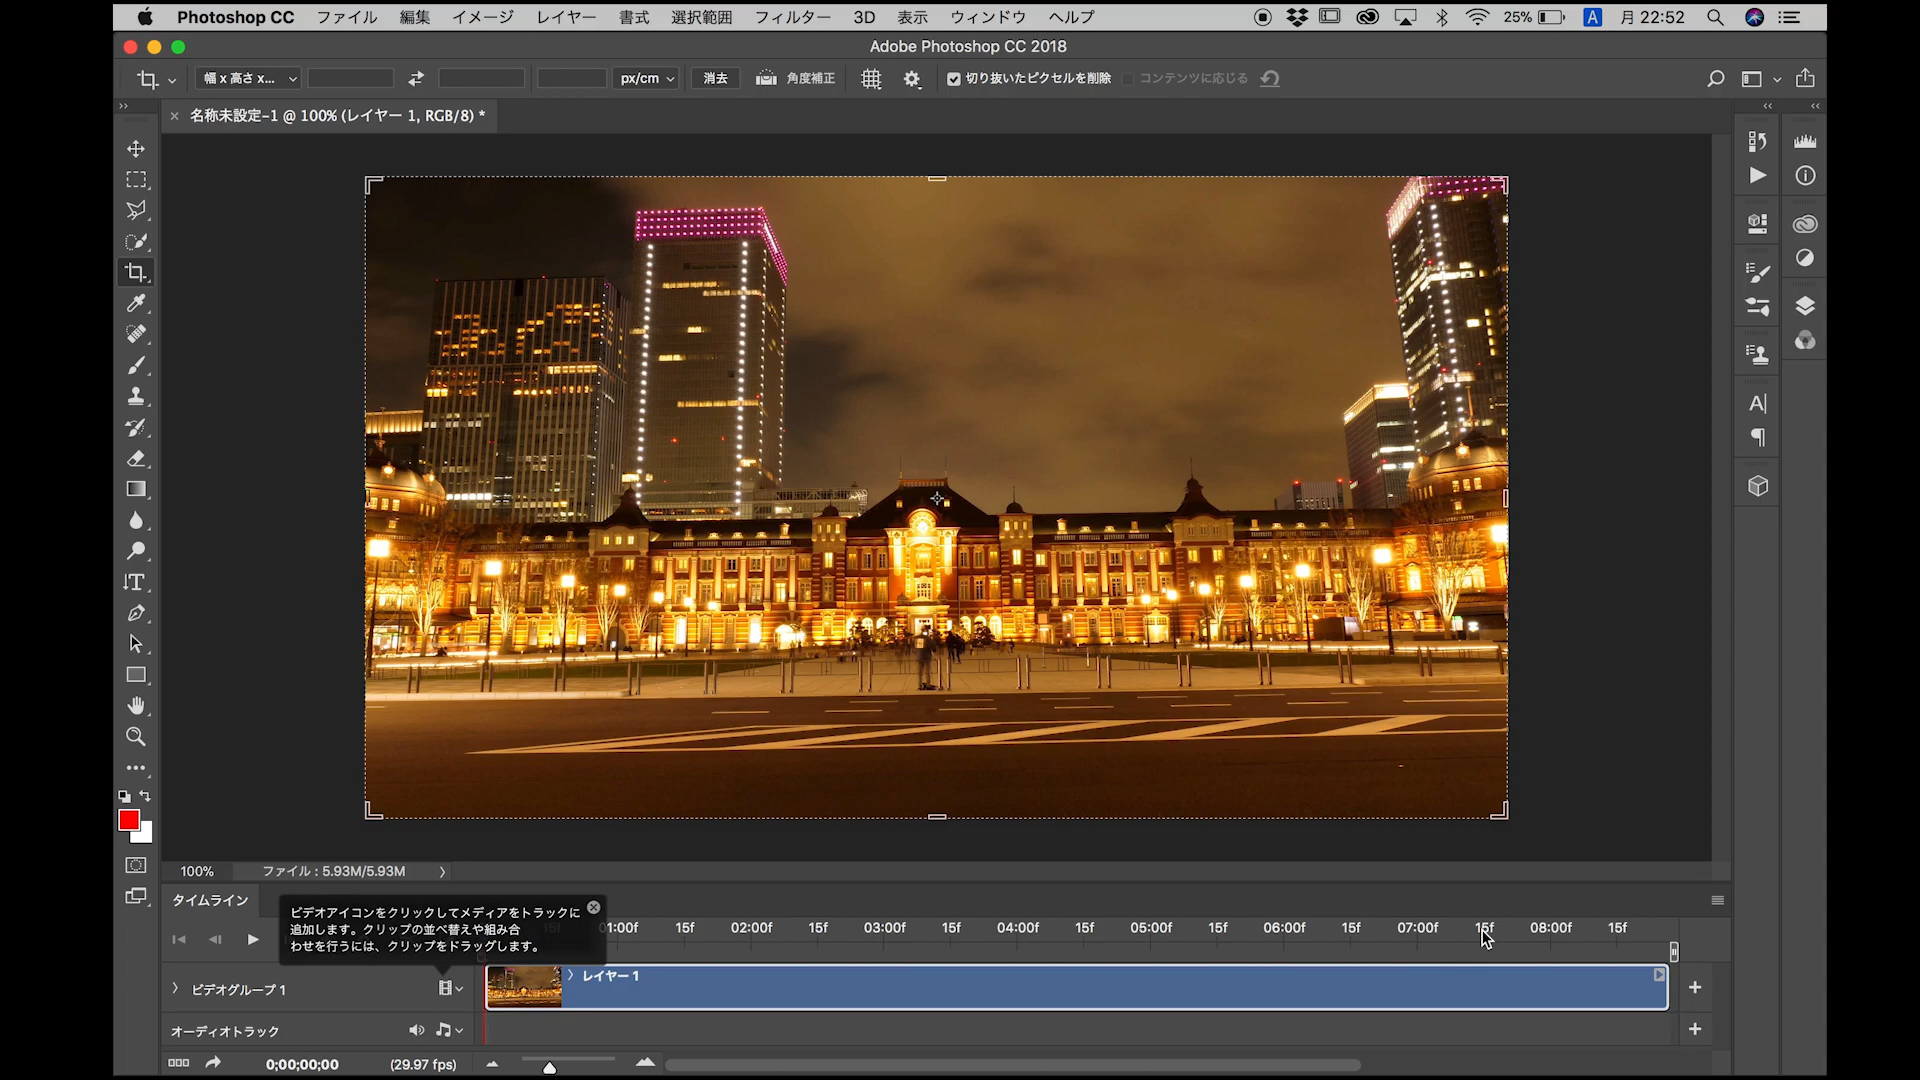 Photoshop CC ファイル 編集 イメージ レイヤー 書式 選択範囲 フィルター 3D 表示 ウィンドウ ヘルプ 25% A 月 22:52
Adobe Photoshop CC 2018
幅 x 高さ x... px/cm 消去 角度補正 切り抜いたピクセルを削除 コンテンツに応じる
名称未設定-1 @ 100% (レイヤー 1, RGB/8) *
100% ファイル : 5.93M/5.93M
タイムライン
ビデオアイコンをクリックしてメディアをトラックに
追加します。クリップの並べ替えや組み合
わせを行うには、クリップをドラッグします。
15f 01:00f 15f 02:00f 15f 03:00f 15f 04:00f 15f 05:00f 15f 06:00f 15f 07:00f 15f 08:00f 15f
レイヤー 1
ビデオグループ 1
オーディオトラック
0;00;00;00 (29.97 fps)